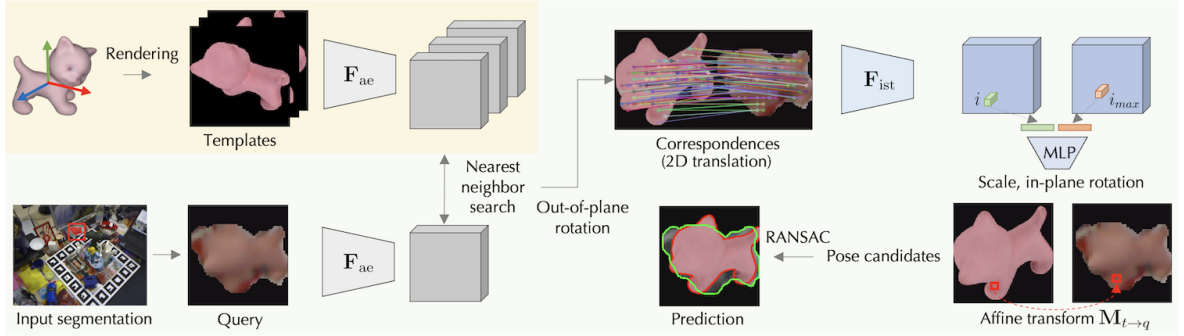 Rendering
F_ae
Templates
Nearest
neighbor
search
Out-of-plane
rotation
Input segmentation
Query
F_ae
Correspondences
(2D translation)
F_ist
i
i_max
MLP
Scale, in-plane rotation
Prediction
RANSAC
Pose candidates
Affine transform M_{t→q}